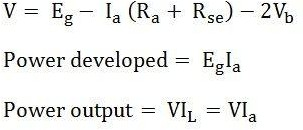 V = E_g − I_a (R_a + R_se) − 2V_b
Power developed = E_gI_a
Power output = VI_L = VI_a